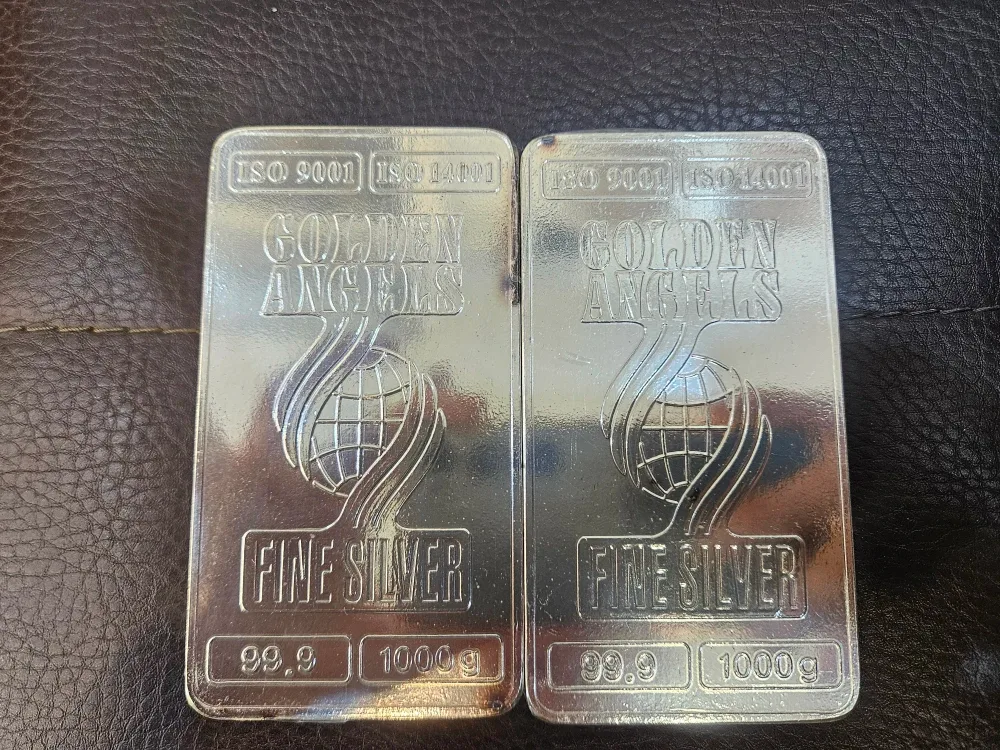 ISO 9001 ISO 14001
GOLDEN
ANGELS
FINE SILVER
99.9 1000g
ISO 9001 ISO 14001
GOLDEN
ANGELS
FINE SILVER
99.9 1000g